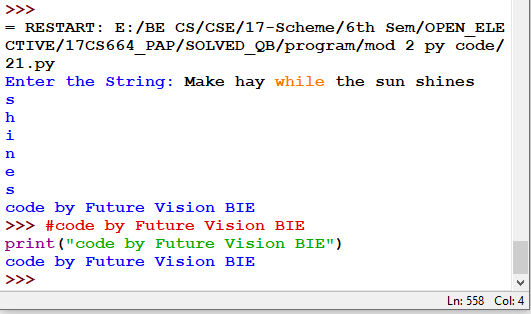 >>>
= RESTART: E:/BE CS/CSE/17-Scheme/6th Sem/OPEN_ELE
CTIVE/17CS664_PAP/SOLVED_QB/program/mod 2 py code/
21.py
Enter the String: Make hay while the sun shines
s
h
i
n
e
s
code by Future Vision BIE
>>> #code by Future Vision BIE
print("code by Future Vision BIE")
code by Future Vision BIE
>>>
Ln: 558 Col: 4